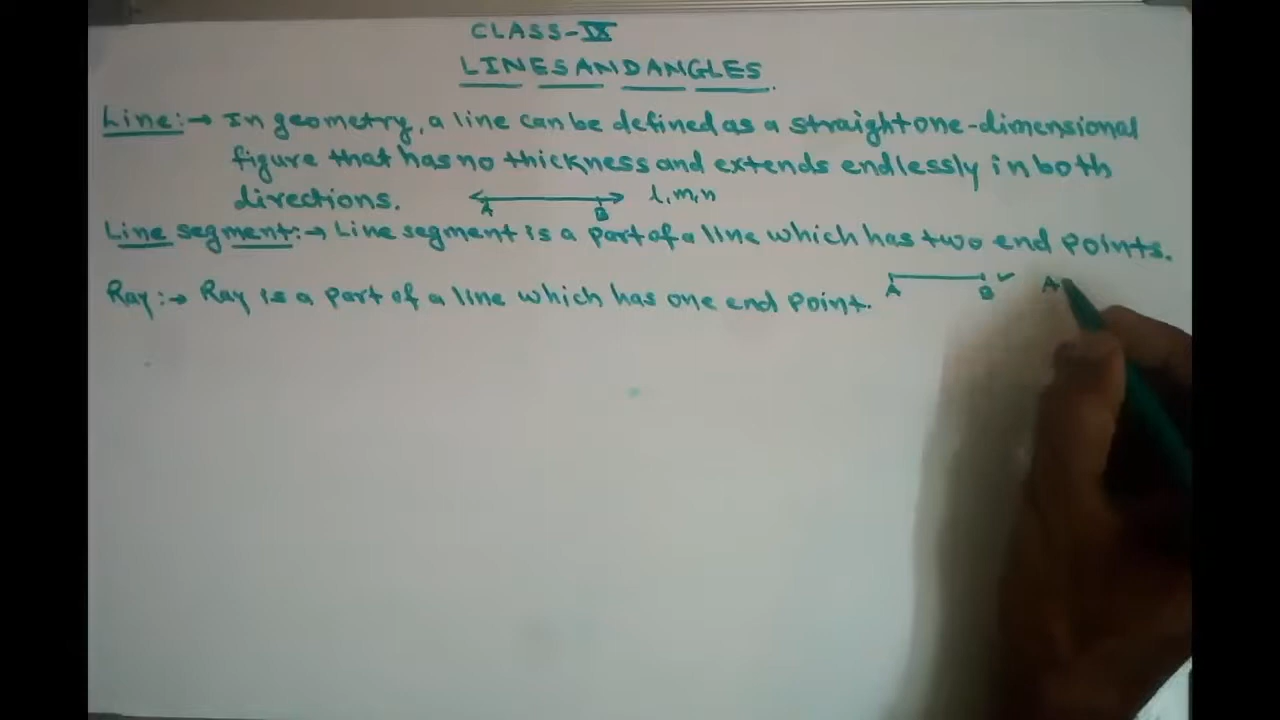 CLASS-IX
LINES AND ANGLES
Line:→ In geometry, a line can be defined as a straight one-dimensional
figure that has no thickness and extends endlessly in both
directions. A B l, m, n
Line segment:→ Line segment is a part of a line which has two end points.
A B ✓ A
Ray:→ Ray is a part of a line which has one end point.